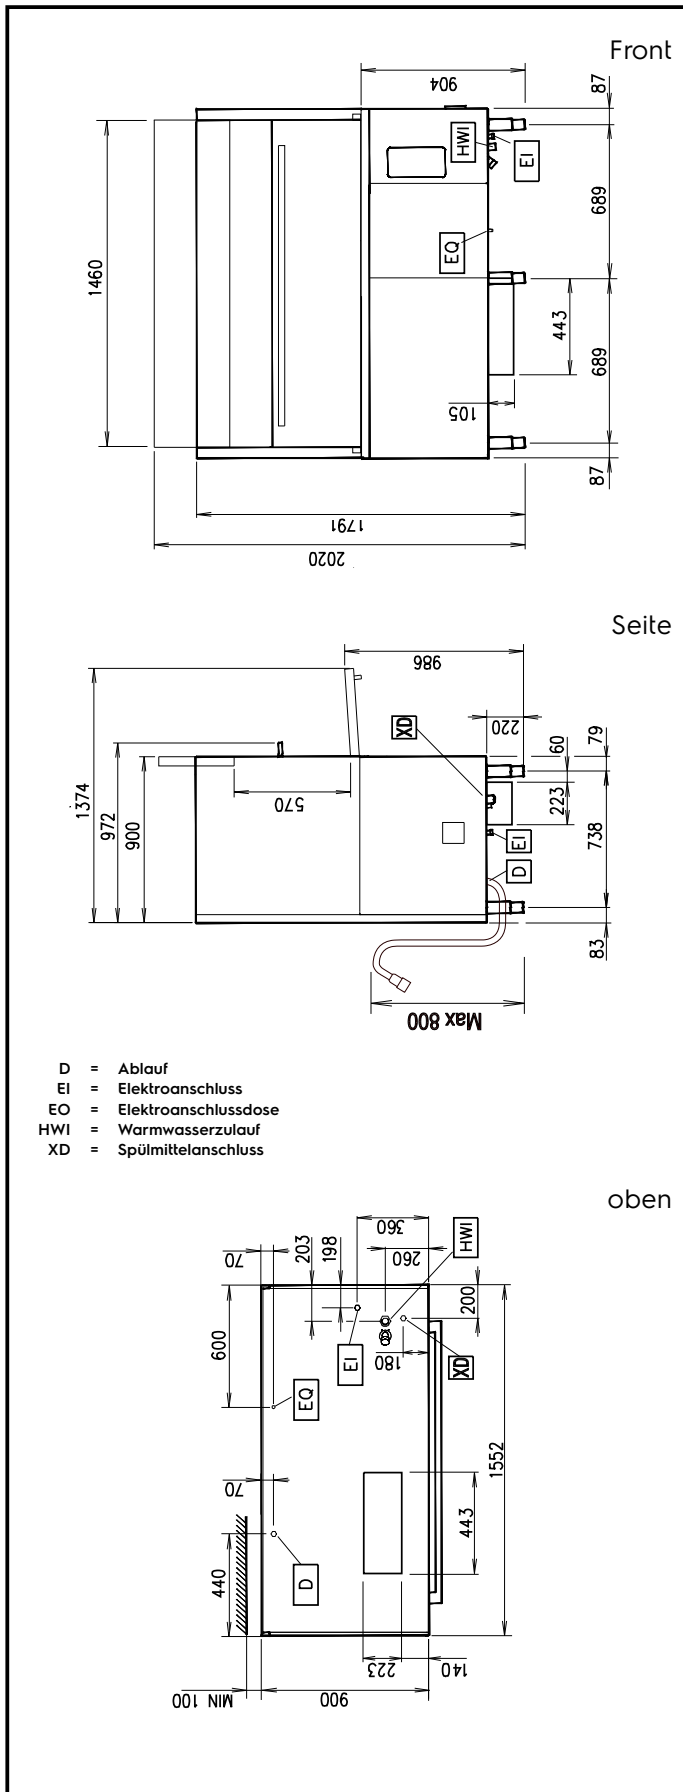 Front
904
87
HWI
EI
689
EQ
1460
443
689
105
87
1791
2020
Seite
986
XD
220
79
60
1374
972
900
570
223
738
EI
D
83
Max 800
D = Ablauf
EI = Elektroanschluss
EO = Elektroanschlussdose
HWI = Warmwasserzulauf
XD = Spülmittelanschluss
oben
70
203
198
360
260
HWI
200
600
EI
180
XD
EQ
70
1552
443
440
D
223
140
MIN 100
900